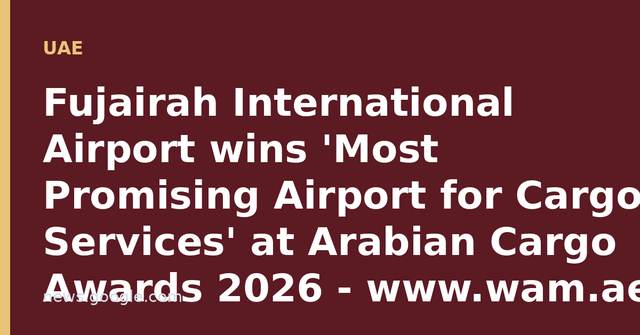 UAE
Fujairah International
Airport wins 'Most
Promising Airport for Cargo
Services' at Arabian Cargo
Awards 2026 - www.wam.ae
news.google.com